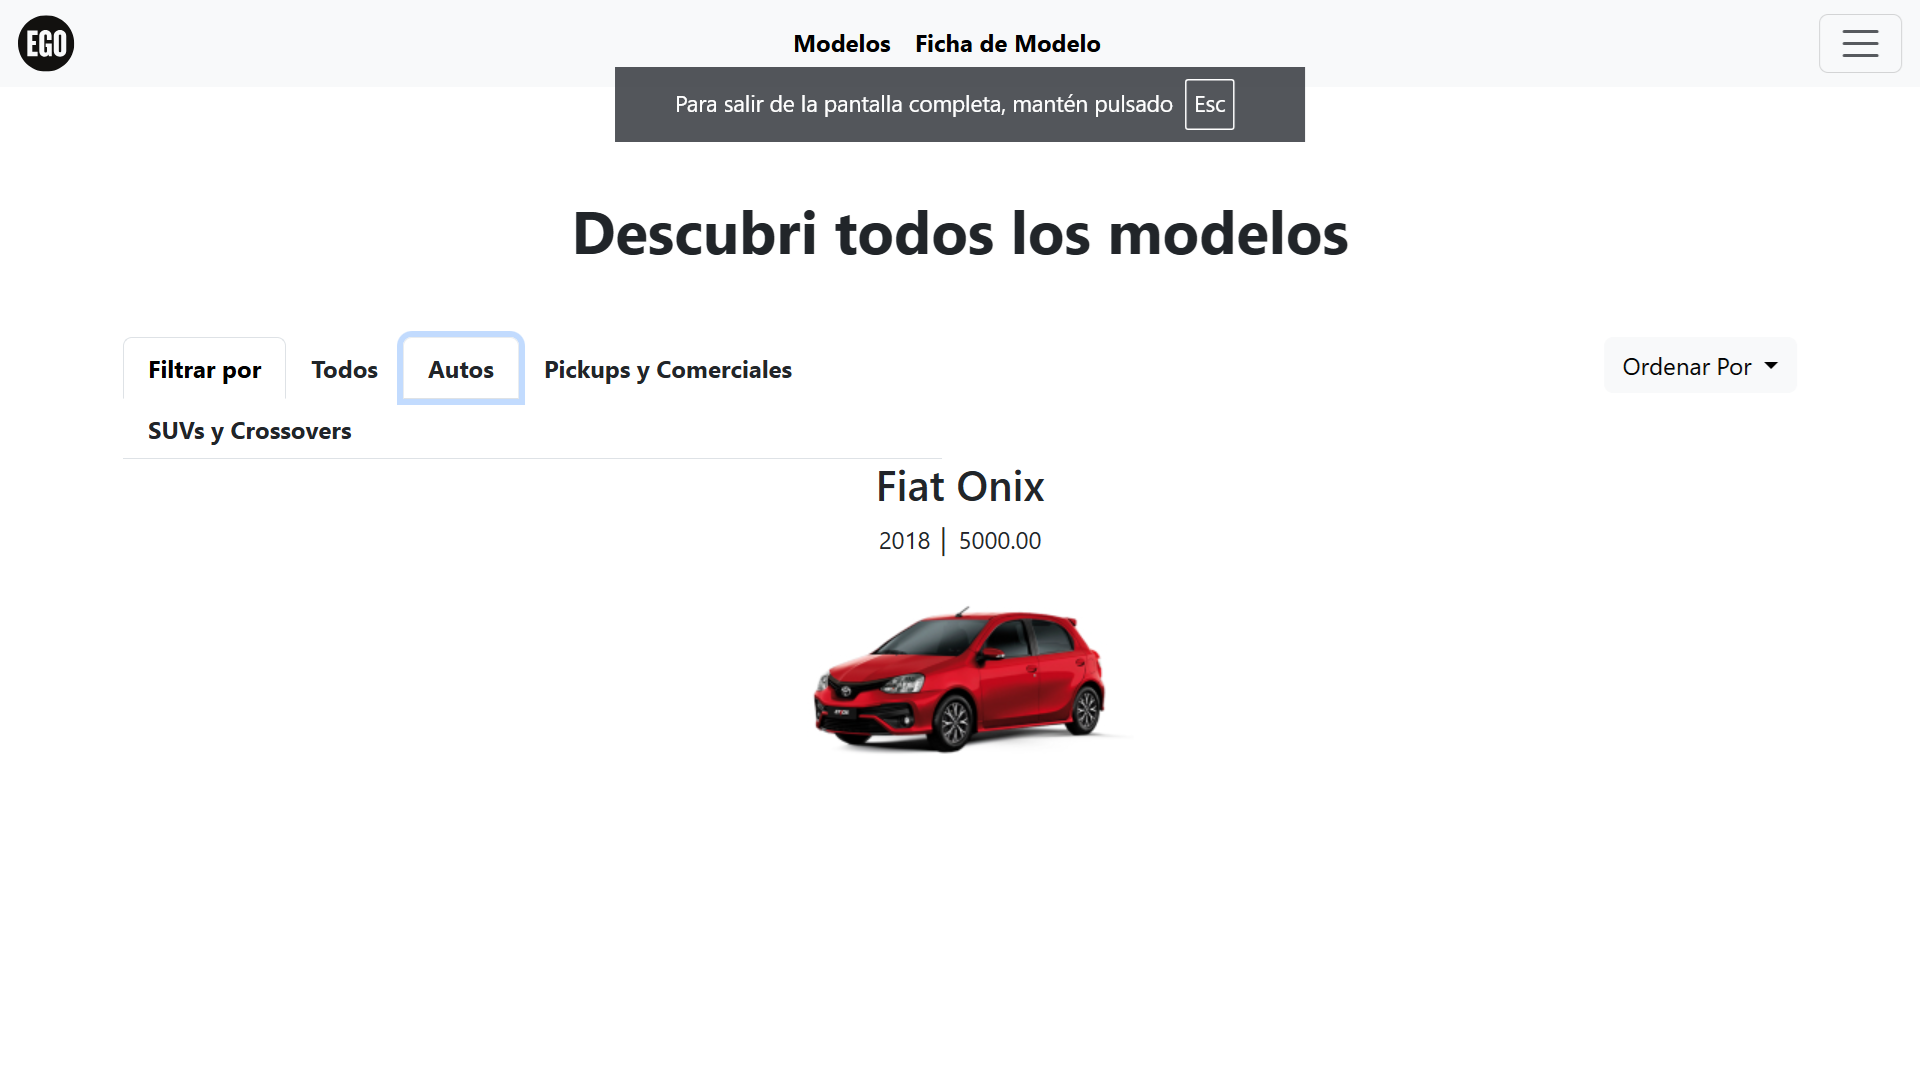 EGO
Modelos Ficha de Modelo
Para salir de la pantalla completa, mantén pulsado Esc
Descubri todos los modelos
Filtrar por Todos Autos Pickups y Comerciales Ordenar Por
SUVs y Crossovers
Fiat Onix
2018 | 5000.00